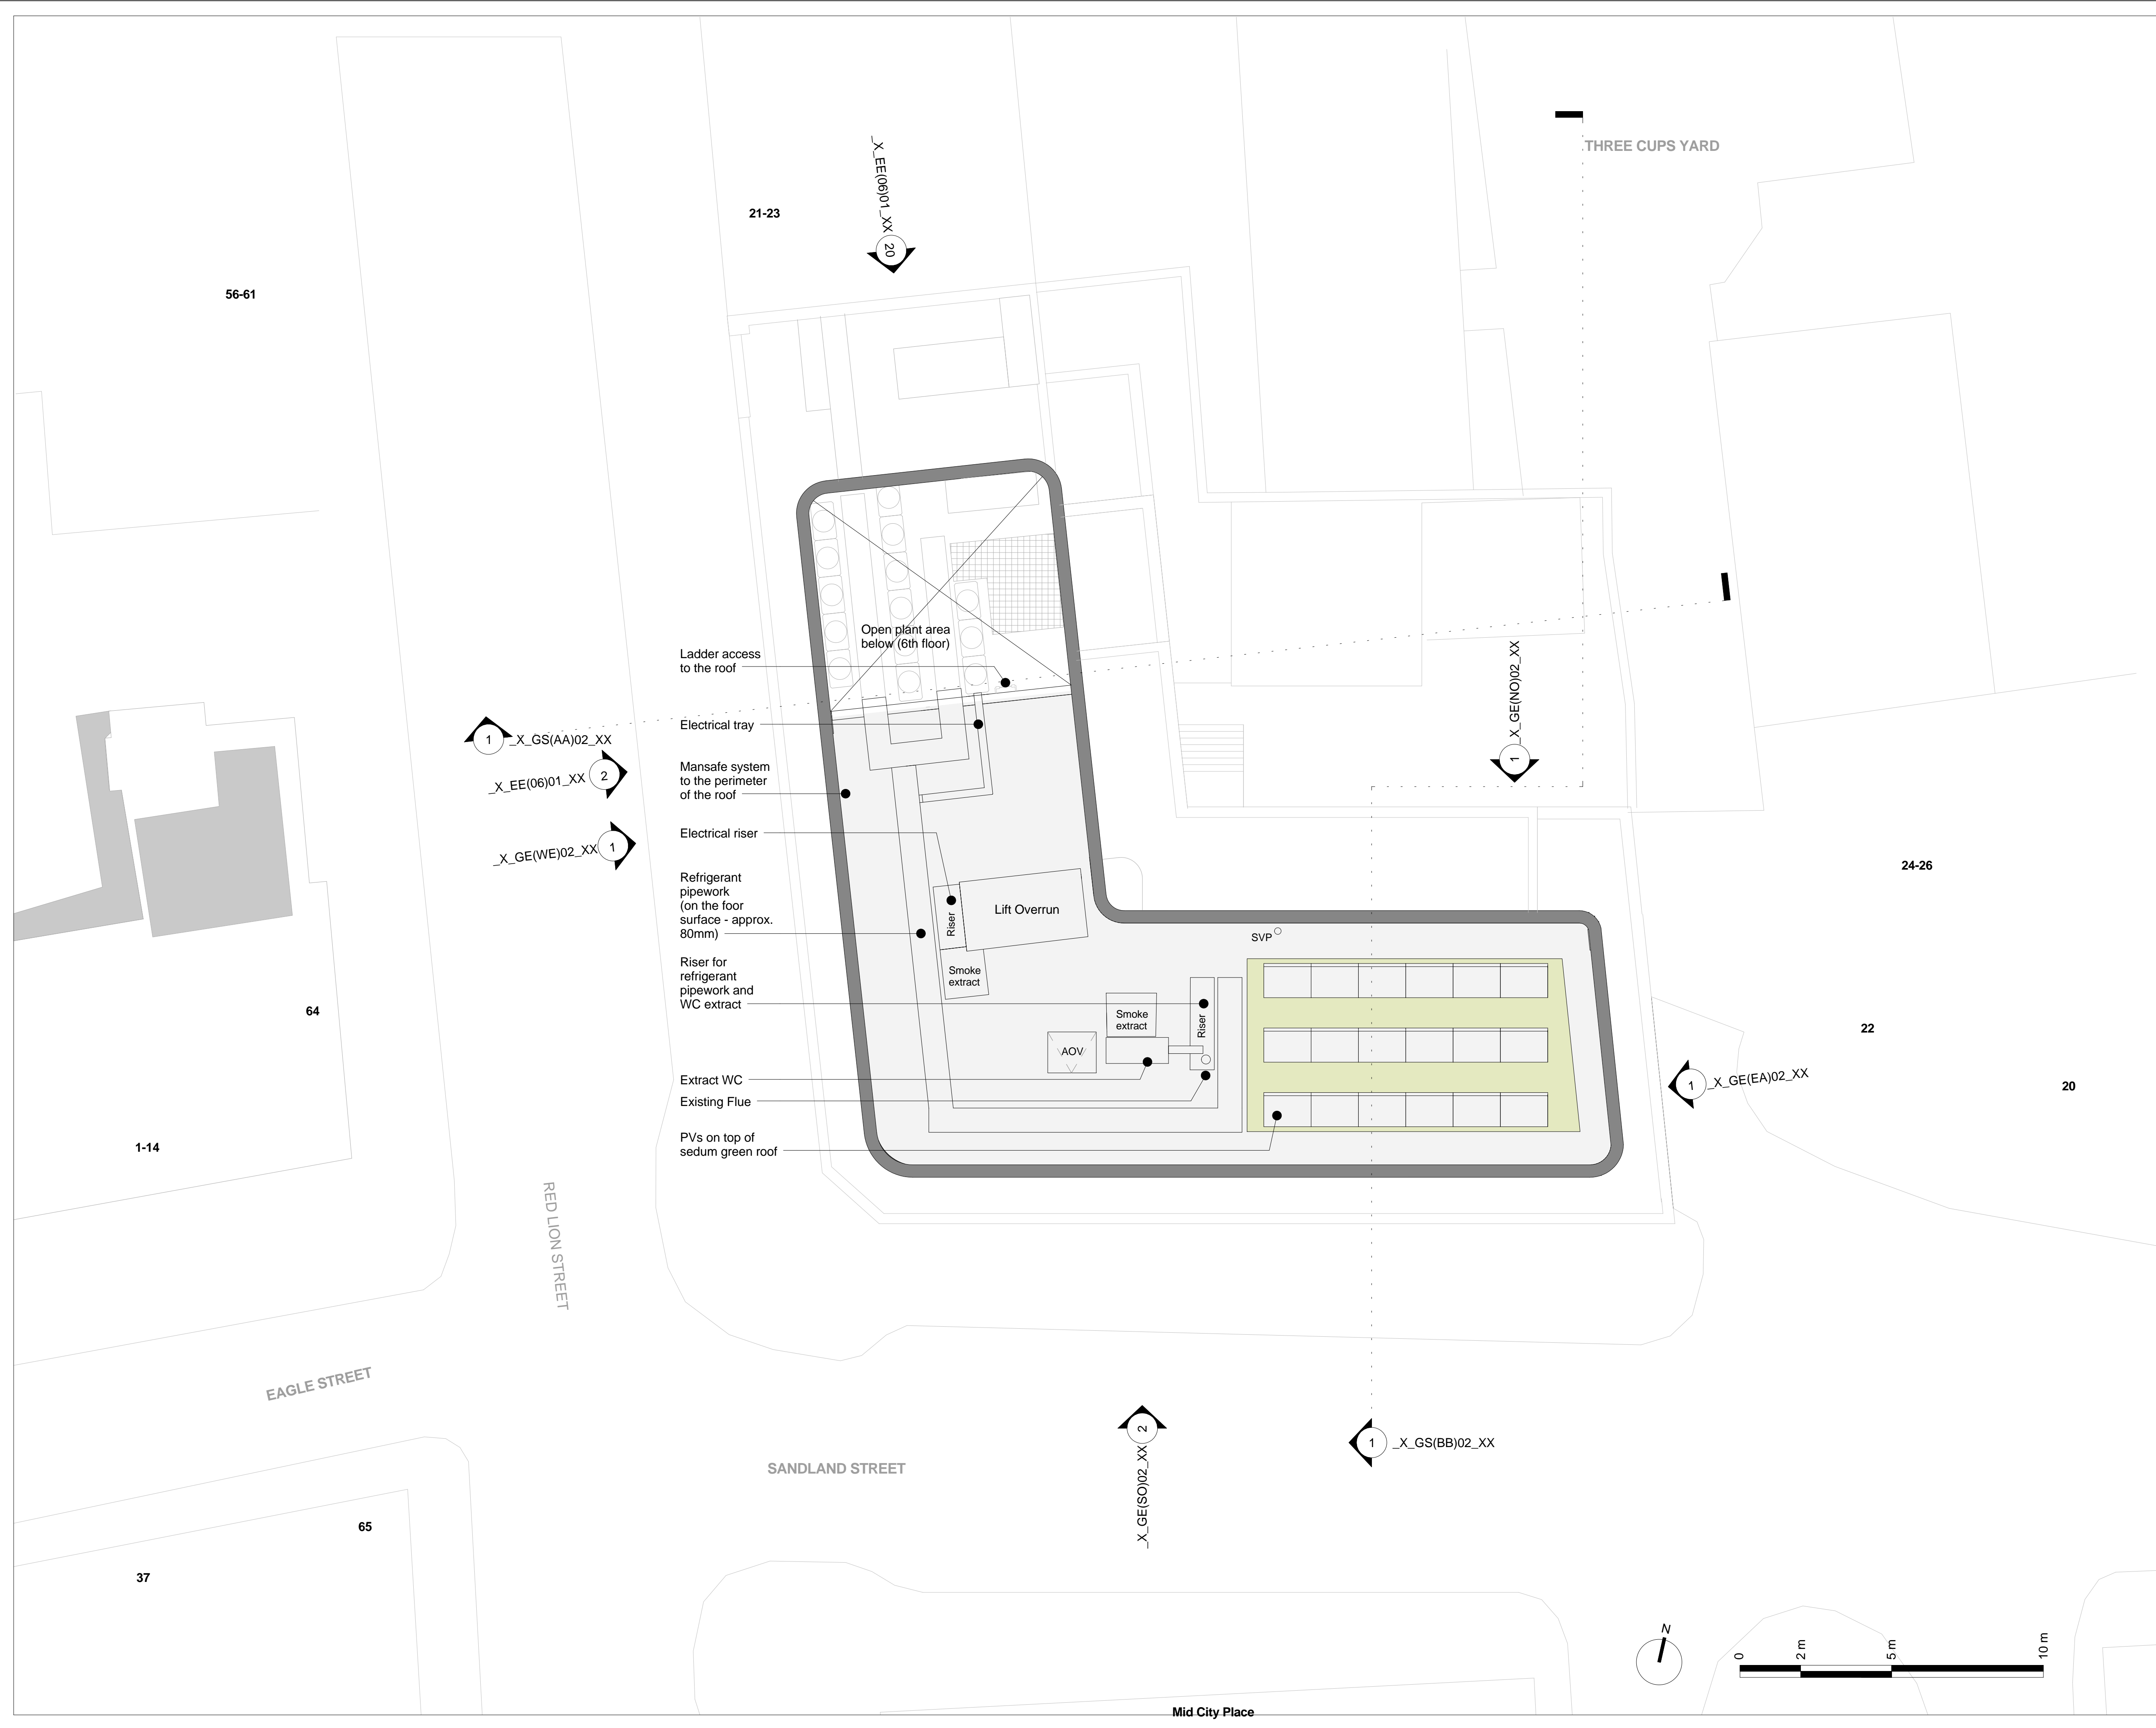 THREE CUPS YARD
_X_EE(06)01_XX
20
21-23
56-61
Open plant area
below (6th floor)
Ladder access
to the roof
_X_GE(NO)02_XX
1
Electrical tray
1
_X_GS(AA)02_XX
_X_EE(06)01_XX
2
Mansafe system
to the perimeter
of the roof
Electrical riser
_X_GE(WE)02_XX
1
24-26
Refrigerant
pipework
(on the foor
surface - approx.
80mm)
Riser
Lift Overrun
SVP
Riser for
refrigerant
pipework and
WC extract
Smoke
extract
Smoke
extract
Riser
AOV
64
22
Extract WC
Existing Flue
1
_X_GE(EA)02_XX
20
PVs on top of
sedum green roof
1-14
RED LION STREET
EAGLE STREET
SANDLAND STREET
2
_X_GE(SO)02_XX
1
_X_GS(BB)02_XX
65
37
N
0
2 m
5 m
10 m
Mid City Place